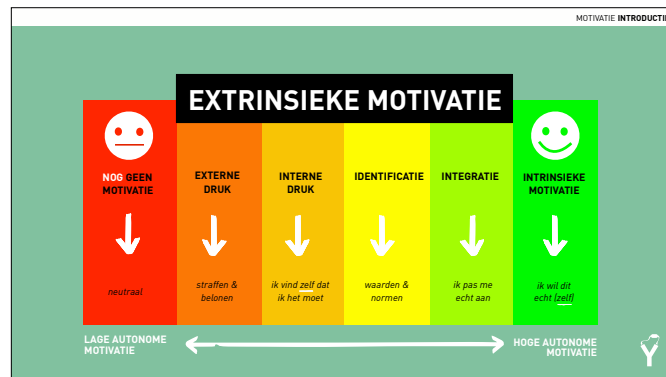 MOTIVATIE INTRODUCTIE
EXTRINSIEKE MOTIVATIE
NOG GEEN
MOTIVATIE
EXTERNE
DRUK
INTERNE
DRUK
IDENTIFICATIE
INTEGRATIE
INTRINSIEKE
MOTIVATIE
neutraal
straffen &
belonen
ik vind zelf dat
ik het moet
waarden &
normen
ik pas me
echt aan
ik wil dit
echt (zelf)
LAGE AUTONOME
MOTIVATIE
HOGE AUTONOME
MOTIVATIE